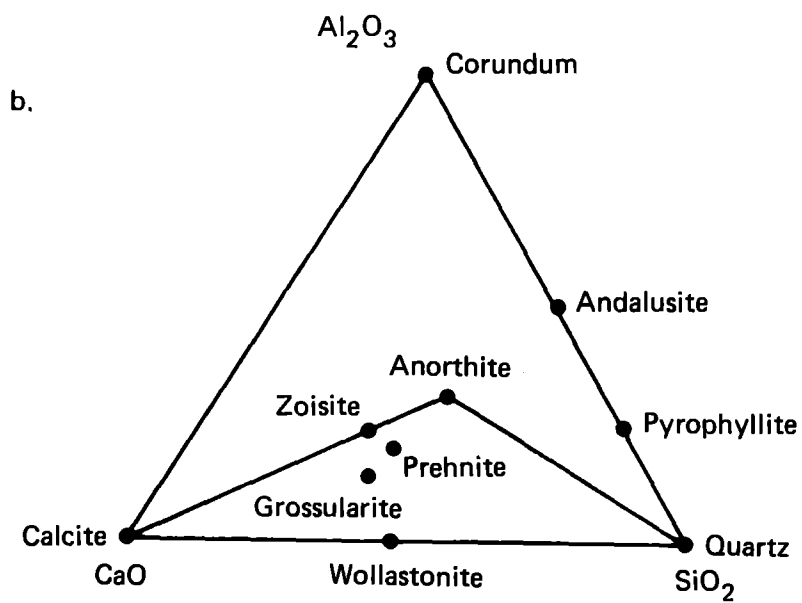 Al₂O₃
Corundum
b.
Andalusite
Anorthite
Zoisite
Pyrophyllite
Prehnite
Grossularite
Calcite
Quartz
CaO
Wollastonite
SiO₂